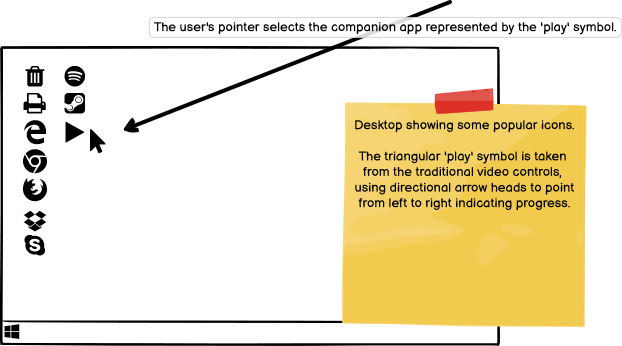 The user's pointer selects the companion app represented by the 'play' symbol.
Desktop showing some popular icons.
The triangular 'play' symbol is taken
from the traditional video controls,
using directional arrow heads to point
from left to right indicating progress.